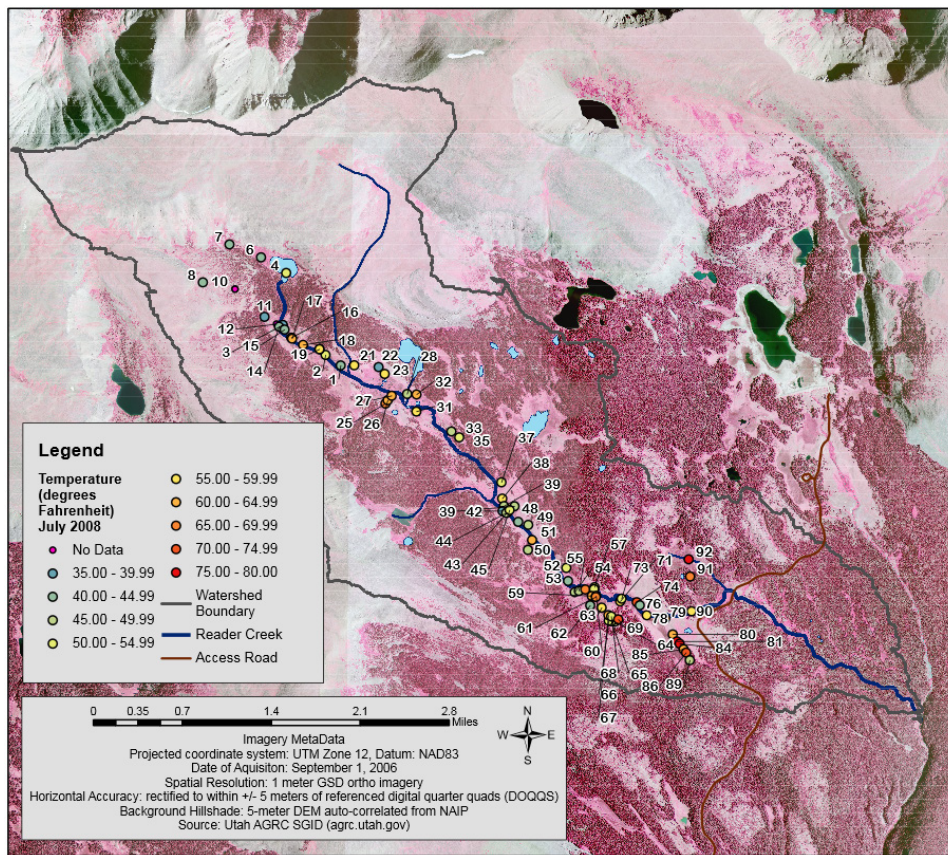 7
6
4
8
10
11
17
12
16
3
15
14
19
18
2
1
21
22
28
23
32
27
25
26
31
33
35
37
38
39
39
42
48
49
44
51
43
45
50
52
55
57
53
54
71
92
73
91
74
59
63
76
79
90
61
62
69
78
80
60
64
81
68
65
85
84
66
86
89
67
Legend
Temperature
(degrees
Fahrenheit)
July 2008
No Data
35.00 - 39.99
40.00 - 44.99
45.00 - 49.99
50.00 - 54.99
55.00 - 59.99
60.00 - 64.99
65.00 - 69.99
70.00 - 74.99
75.00 - 80.00
Watershed
Boundary
Reader Creek
Access Road
0 0.35 0.7 1.4 2.1 2.8
Miles
N
W E
S
Imagery MetaData
Projected coordinate system: UTM Zone 12, Datum: NAD83
Date of Aquisition: September 1, 2006
Spatial Resolution: 1 meter GSD ortho imagery
Horizontal Accuracy: rectified to within +/- 5 meters of referenced digital quarter quads (DOQQS)
Background Hillshade: 5-meter DEM auto-correlated from NAIP
Source: Utah AGRC SGID (agrc.utah.gov)